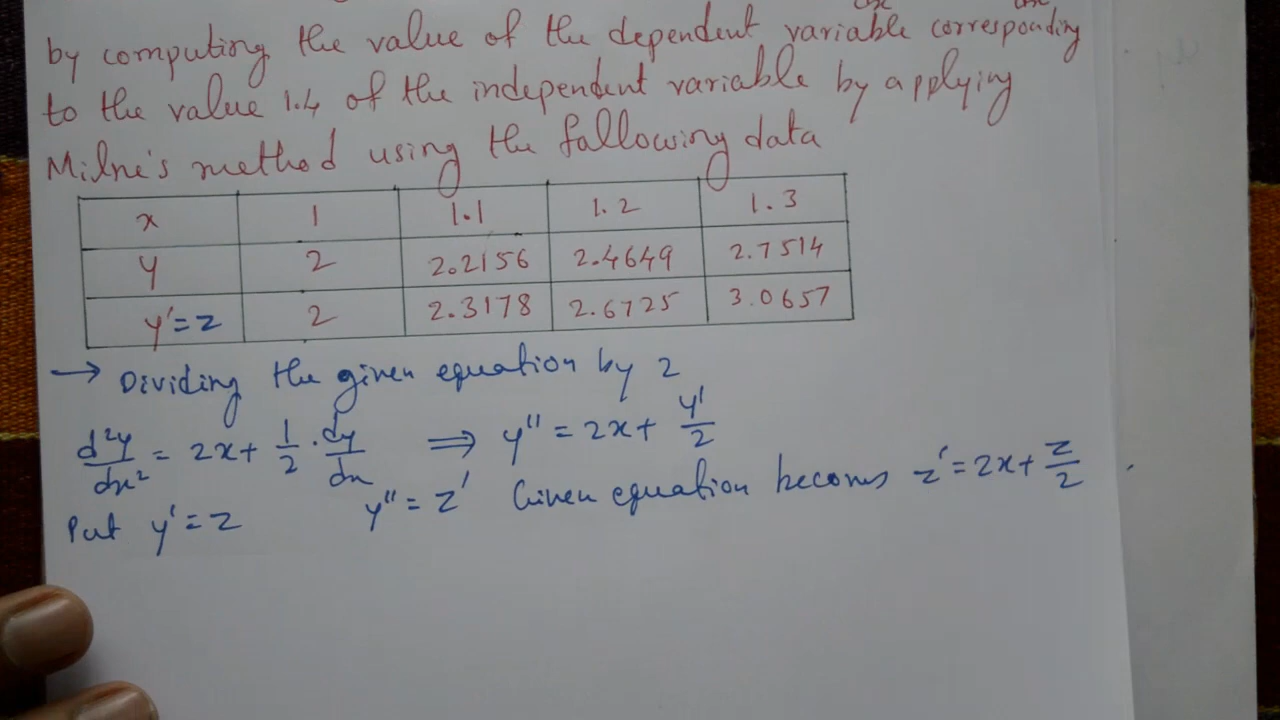 by computing the value of the dependent variable corresponding
to the value 1.4 of the independent variable by applying
Milne's method using the following data
x 1 1.1 1.2 1.3
y 2 2.2156 2.4649 2.7514
y'=z 2 2.3178 2.6725 3.0657
→ Dividing the given equation by 2
d²y/dx² = 2x + 1/2 · dy/dx ⟹ y'' = 2x + y'/2
Put y' = z y'' = z' Given equation becomes z' = 2x + z/2